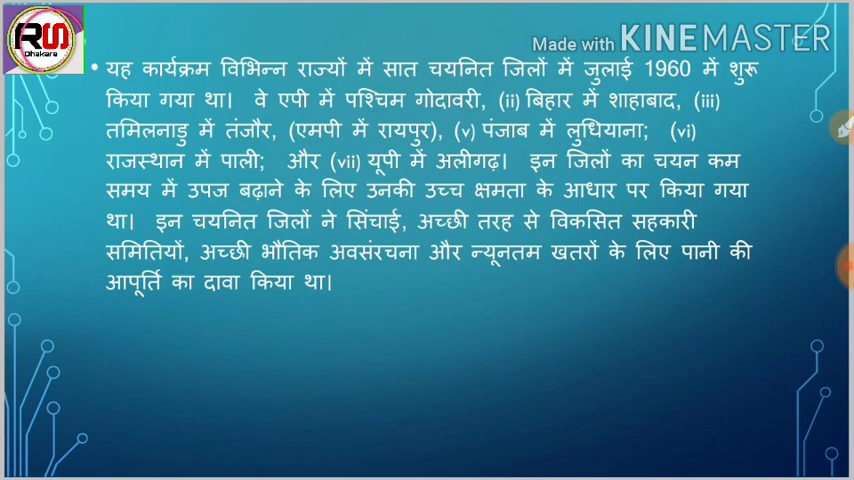 RS
Dhakare
Made with KINEMASTER
• यह कार्यक्रम विभिन्न राज्यों में सात चयनित जिलों में जुलाई 1960 में शुरू
किया गया था। वे एपी में पश्चिम गोदावरी, (ii) बिहार में शाहाबाद, (iii)
तमिलनाडु में तंजौर, (एमपी में रायपुर), (v) पंजाब में लुधियाना; (vi)
राजस्थान में पाली; और (vii) यूपी में अलीगढ़। इन जिलों का चयन कम
समय में उपज बढ़ाने के लिए उनकी उच्च क्षमता के आधार पर किया गया
था। इन चयनित जिलों ने सिंचाई, अच्छी तरह से विकसित सहकारी
समितियों, अच्छी भौतिक अवसंरचना और न्यूनतम खतरों के लिए पानी की
आपूर्ति का दावा किया था।